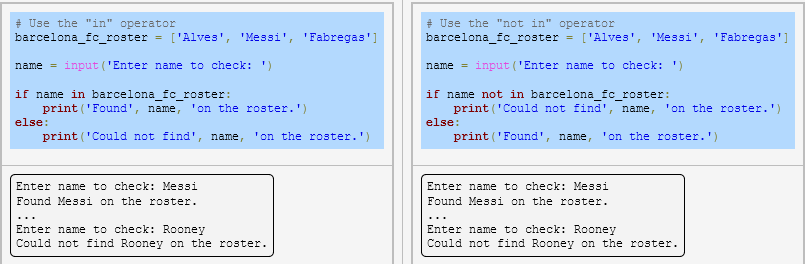 # Use the "in" operator
barcelona_fc_roster = ['Alves', 'Messi', 'Fabregas']
name = input('Enter name to check: ')
if name in barcelona_fc_roster:
    print('Found', name, 'on the roster.')
else:
    print('Could not find', name, 'on the roster.')
Enter name to check: Messi
Found Messi on the roster.
...
Enter name to check: Rooney
Could not find Rooney on the roster.
# Use the "not in" operator
barcelona_fc_roster = ['Alves', 'Messi', 'Fabregas']
name = input('Enter name to check: ')
if name not in barcelona_fc_roster:
    print('Could not find', name, 'on the roster.')
else:
    print('Found', name, 'on the roster.')
Enter name to check: Messi
Found Messi on the roster.
...
Enter name to check: Rooney
Could not find Rooney on the roster.